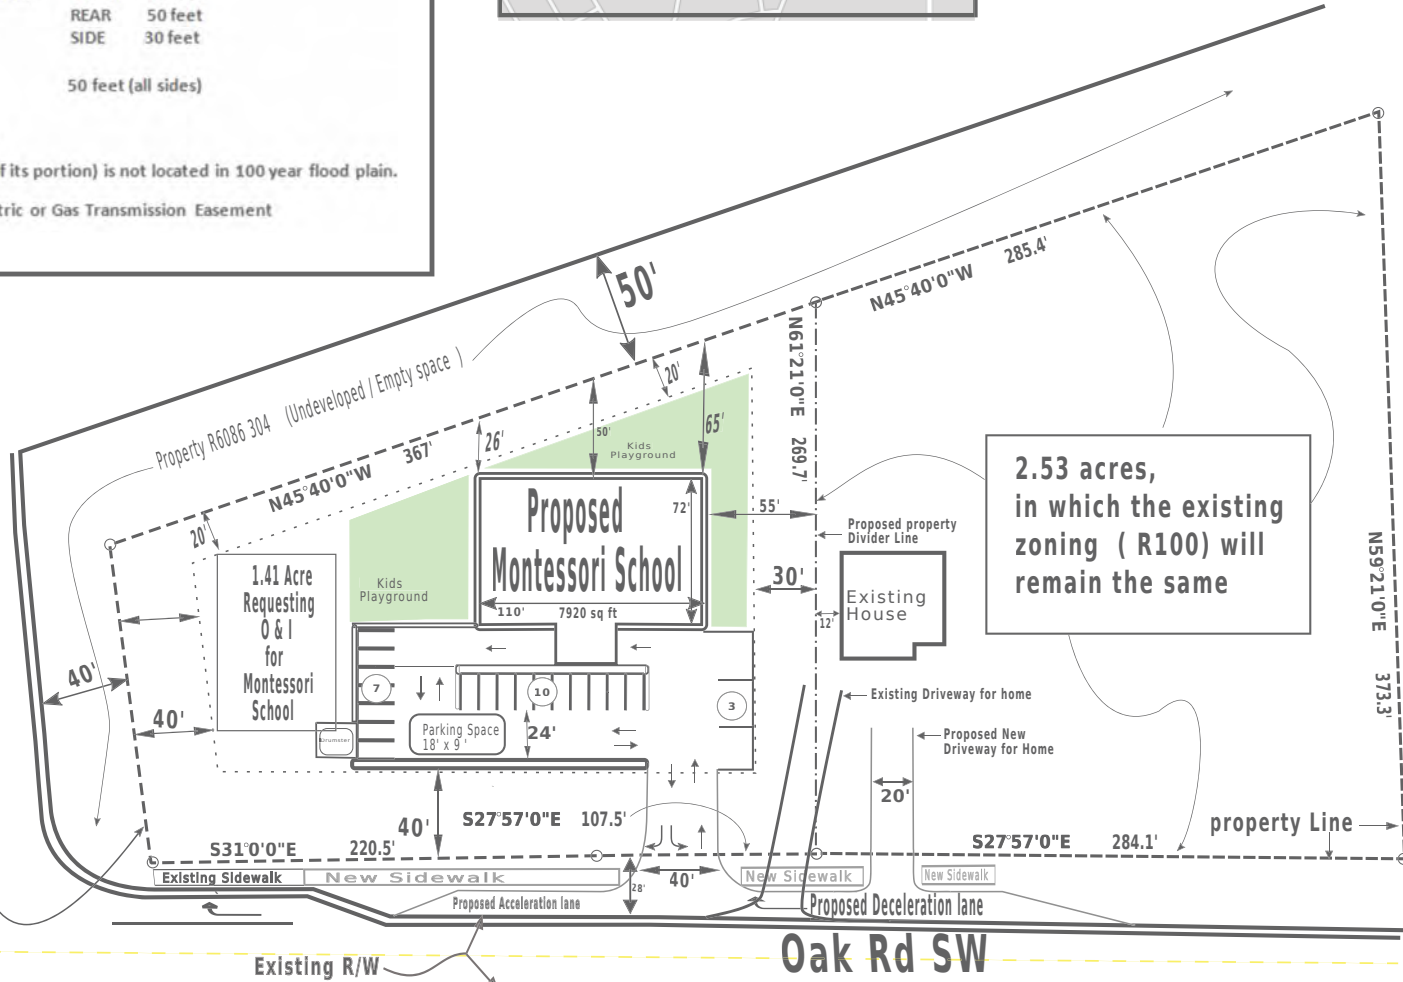 REAR 50 feet
SIDE 30 feet
50 feet (all sides)
f its portion) is not located in 100 year flood plain.
tric or Gas Transmission Easement
50'
285.4'
N45°40'0"W
Property R6086 304 (Undeveloped / Empty space )
N61°21'0"E 269.7'
20'
65'
26'
50'
367'
N45°40'0"W
Kids
Playground
20'
2.53 acres,
in which the existing
zoning ( R100) will
remain the same
Proposed
Montessori School
72'
110'
7920 sq ft
55'
Proposed property
Divider Line
N59°21'0"E 373.3'
1.41 Acre
Requesting
O & I
for
Montessori
School
Kids
Playground
30'
Existing
House
12'
40'
40'
7
10
3
Existing Driveway for home
Parking Space
18' x 9 '
24'
Proposed New
Driveway for Home
20'
40'
S27°57'0"E 107.5'
property Line
S31°0'0"E 220.5'
S27°57'0"E 284.1'
Existing Sidewalk
New Sidewalk
28'
40'
New Sidewalk
New Sidewalk
Proposed Acceleration lane
Proposed Deceleration lane
Oak Rd SW
Existing R/W